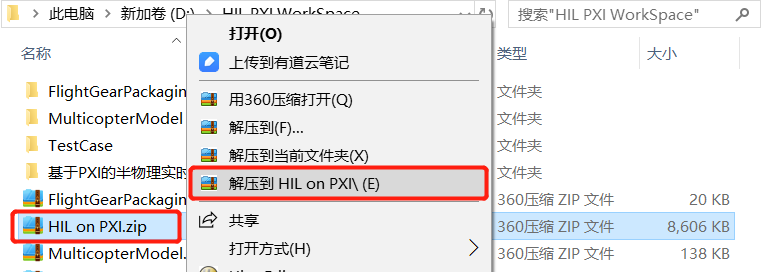 此电脑 > 新加卷 (D:) > HIL PXI WorkSpace
搜索"HIL PXI WorkSpace"
名称
类型
大小
FlightGearPackagin
文件夹
MulticopterModel
文件夹
TestCase
文件夹
基于PXI的半物理实时
文件夹
FlightGearPackagin
360压缩 ZIP 文件
20 KB
HIL on PXI.zip
360压缩 ZIP 文件
8,606 KB
MulticopterModel.
360压缩 ZIP 文件
138 KB
打开(O)
上传到有道云笔记
用360压缩打开(Q)
解压到(F)...
解压到当前文件夹(X)
解压到 HIL on PXI\ (E)
共享
打开方式(H)